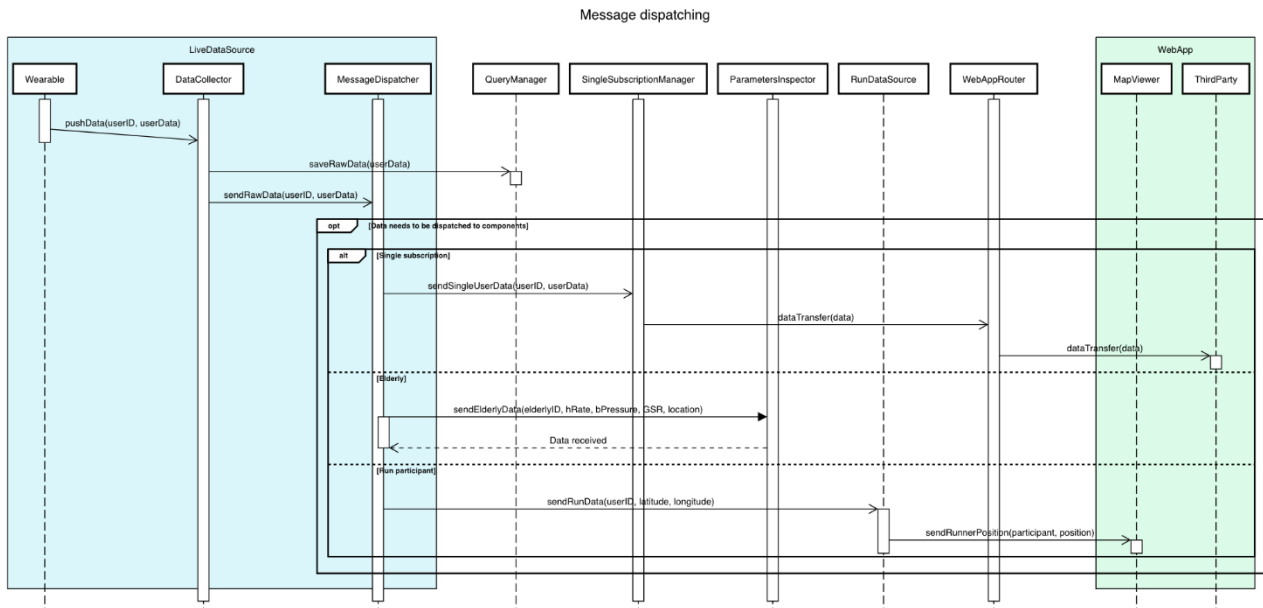 Message dispatching
LiveDataSource
WebApp
Wearable
DataCollector
MessageDispatcher
QueryManager
SingleSubscriptionManager
ParametersInspector
RunDataSource
WebAppRouter
MapViewer
ThirdParty
pushData(userID, userData)
saveRawData(userData)
sendRawData(userID, userData)
opt
[Data needs to be dispatched to components]
alt
[Single subscription]
sendSingleUserData(userID, userData)
dataTransfer(data)
dataTransfer(data)
[Elderly]
sendElderlyData(elderlyID, hRate, bPressure, GSR, location)
Data received
[Run participant]
sendRunData(userID, latitude, longitude)
sendRunnerPosition(participant, position)